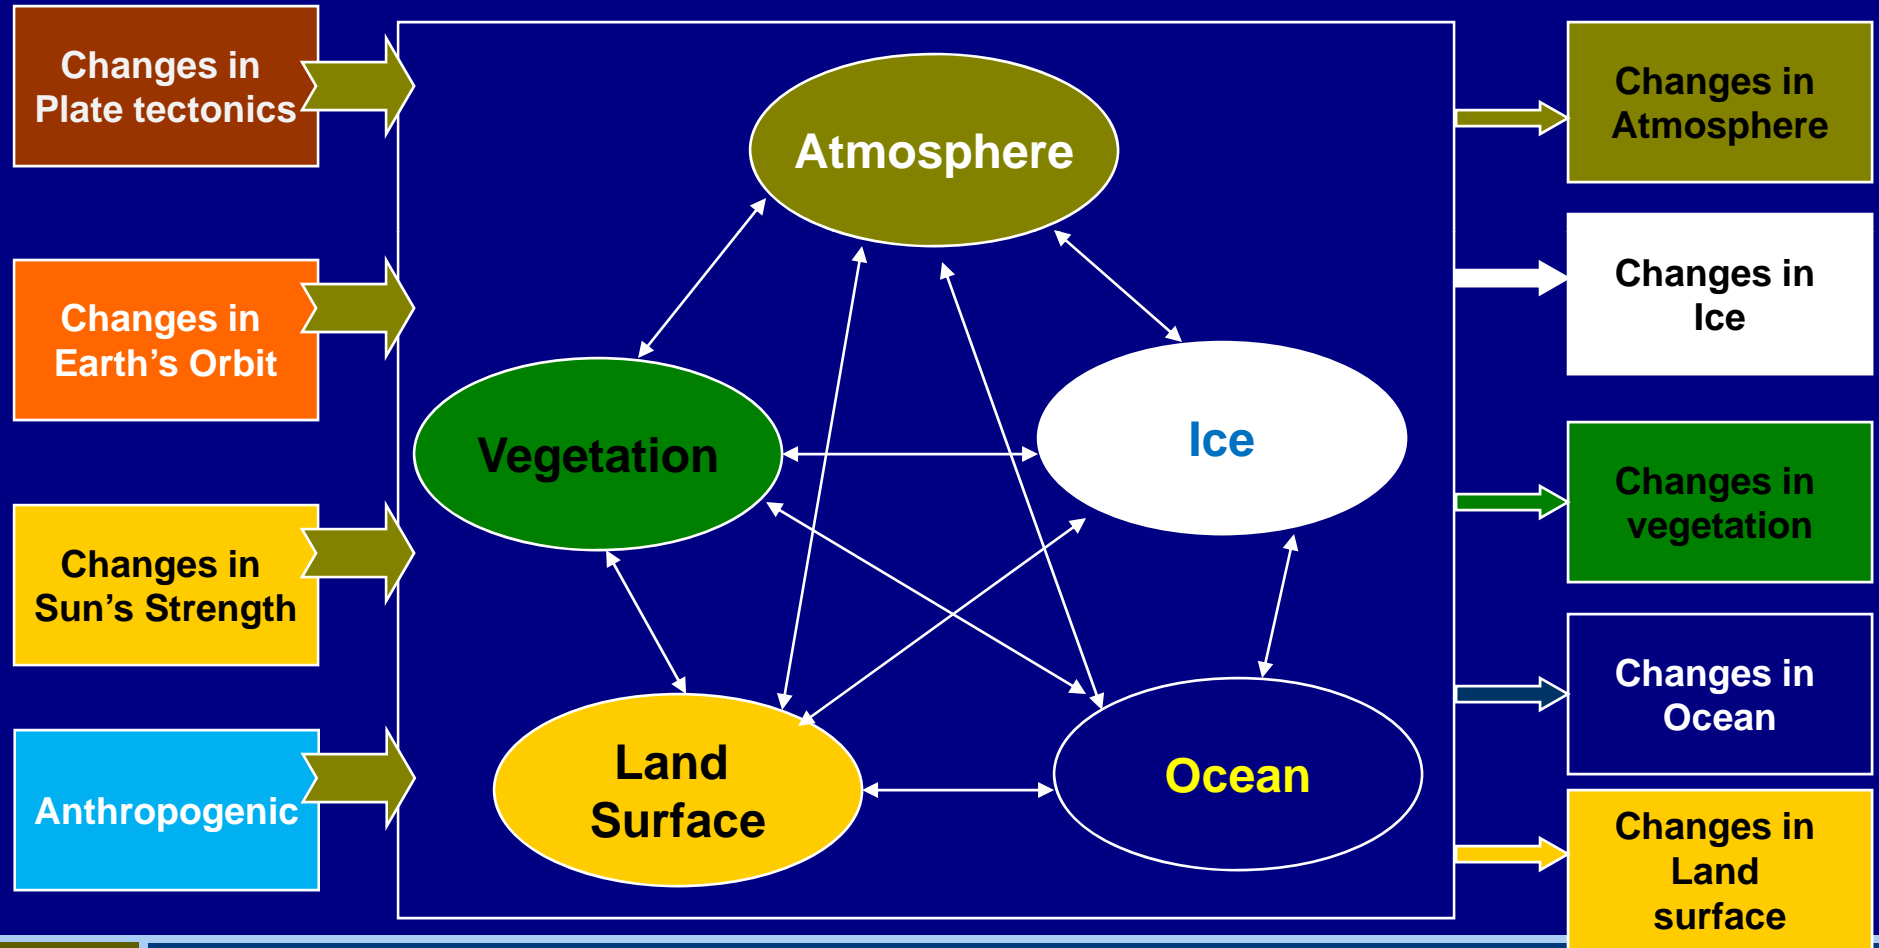 Changes in
Plate tectonics
Changes in
Earth's Orbit
Changes in
Sun's Strength
Anthropogenic
Atmosphere
Vegetation
Ice
Land
Surface
Ocean
Changes in
Atmosphere
Changes in
Ice
Changes in
vegetation
Changes in
Ocean
Changes in
Land
surface